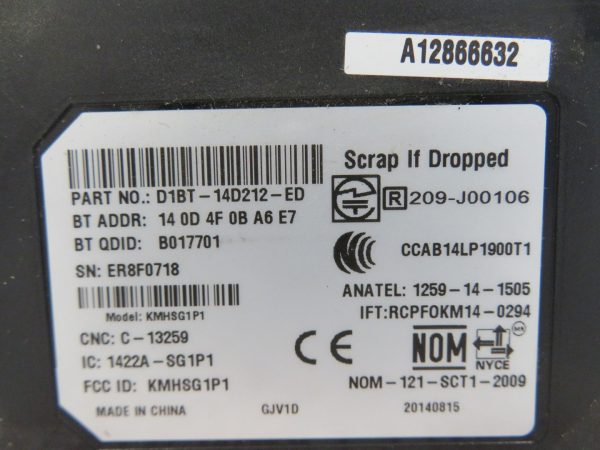 A12866632
Scrap If Dropped
PART NO.: D1BT-14D212-ED
BT ADDR: 14 0D 4F 0B A6 E7
BT QDID: B017701
SN: ER8F0718
Model: KMHSG1P1
CNC: C-13259
IC: 1422A-SG1P1
FCC ID: KMHSG1P1
MADE IN CHINA
GJV1D
R 209-J00106
CCAB14LP1900T1
ANATEL: 1259-14-1505
IFT:RCPFOKM14-0294
CE
NOM
NYCE
NOM-121-SCT1-2009
20140815